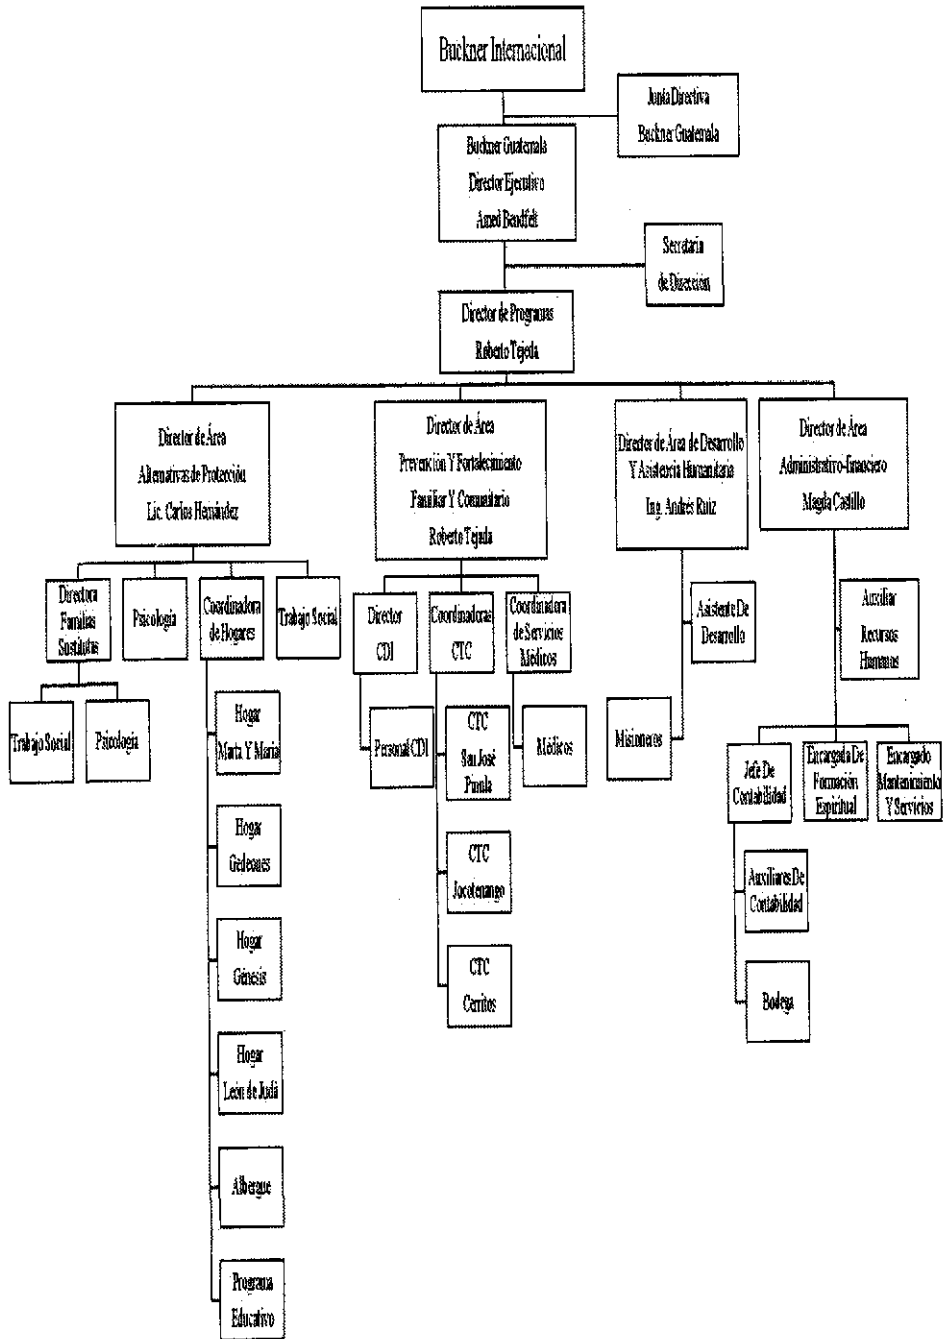 Buckner Internacional
Junta Directiva
Buckner Guatemala
Buckner Guatemala
Director Ejecutivo
Amed Bendfelt
Secretaria
de Dirección
Director de Programas
Roberto Tejeda
Director de Área
Alternativas de Protección
Lic. Carlos Hernández
Director de Área
Prevención Y Fortalecimiento
Familiar Y Comunitario
Roberto Tejada
Director de Área de Desarrollo
Y Asistencia Humanitaria
Ing. Andrés Ruiz
Director de Área
Administrativo-financiero
Magda Castillo
Directora
Familias
Sustitutas
Psicología
Coordinadora
de Hogares
Trabajo Social
Director
CDI
Coordinadoras
CTC
Coordinadora
de Servicios
Médicos
Asistente De
Desarrollo
Auxiliar
Recursos
Humanos
Trabajo Social
Psicología
Hogar
Marta Y María
Personal CDI
CTC
San José
Pinula
Médicos
Misioneros
Jefe De
Contabilidad
Encargada De
Formación
Espiritual
Encargado
Mantenimiento
Y Servicios
Hogar
Gedeones
CTC
Jocotenango
Auxiliares De
Contabilidad
Hogar
Génesis
CTC
Cerritos
Bodega
Hogar
León de Judá
Albergue
Programa
Educativo